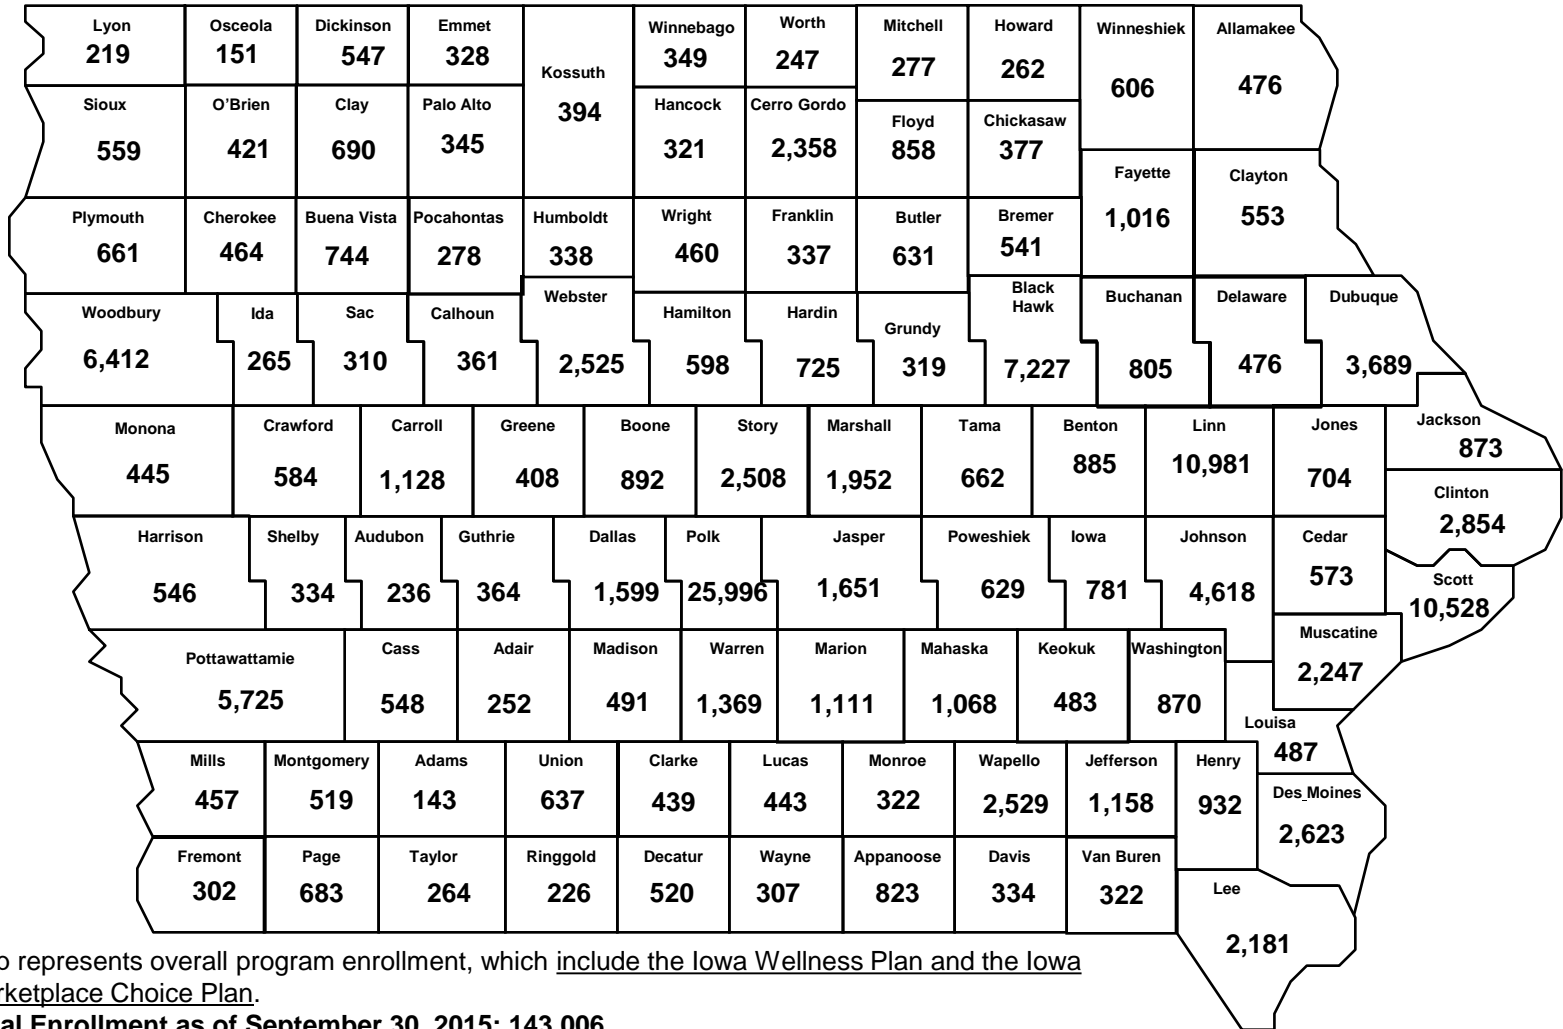 Lyon Osceola Dickinson Emmet Winnebago Worth Mitchell Howard Winneshiek Allamakee
219 151 547 328 349 247 277 262 606 476
Kossuth
394
Sioux O'Brien Clay Palo Alto Hancock Cerro Gordo Floyd Chickasaw
559 421 690 345 321 2,358 858 377
Fayette Clayton
1,016 553
Plymouth Cherokee Buena Vista Pocahontas Humboldt Wright Franklin Butler Bremer
661 464 744 278 338 460 337 631 541
Woodbury Ida Sac Calhoun Webster Hamilton Hardin Grundy Black Hawk Buchanan Delaware Dubuque
6,412 265 310 361 2,525 598 725 319 7,227 805 476 3,689
Monona Crawford Carroll Greene Boone Story Marshall Tama Benton Linn Jones Jackson
445 584 1,128 408 892 2,508 1,952 662 885 10,981 704 873
Clinton
2,854
Harrison Shelby Audubon Guthrie Dallas Polk Jasper Poweshiek Iowa Johnson Cedar Scott
546 334 236 364 1,599 25,996 1,651 629 781 4,618 573 10,528
Muscatine
2,247
Pottawattamie Cass Adair Madison Warren Marion Mahaska Keokuk Washington
5,725 548 252 491 1,369 1,111 1,068 483 870
Louisa
487
Mills Montgomery Adams Union Clarke Lucas Monroe Wapello Jefferson Henry Des Moines
457 519 143 637 439 443 322 2,529 1,158 932 2,623
Fremont Page Taylor Ringgold Decatur Wayne Appanoose Davis Van Buren Lee
302 683 264 226 520 307 823 334 322 2,181
represents overall program enrollment, which include the Iowa Wellness Plan and the Iowa
rketplace Choice Plan.
al Enrollment as of September 30, 2015: 143,006